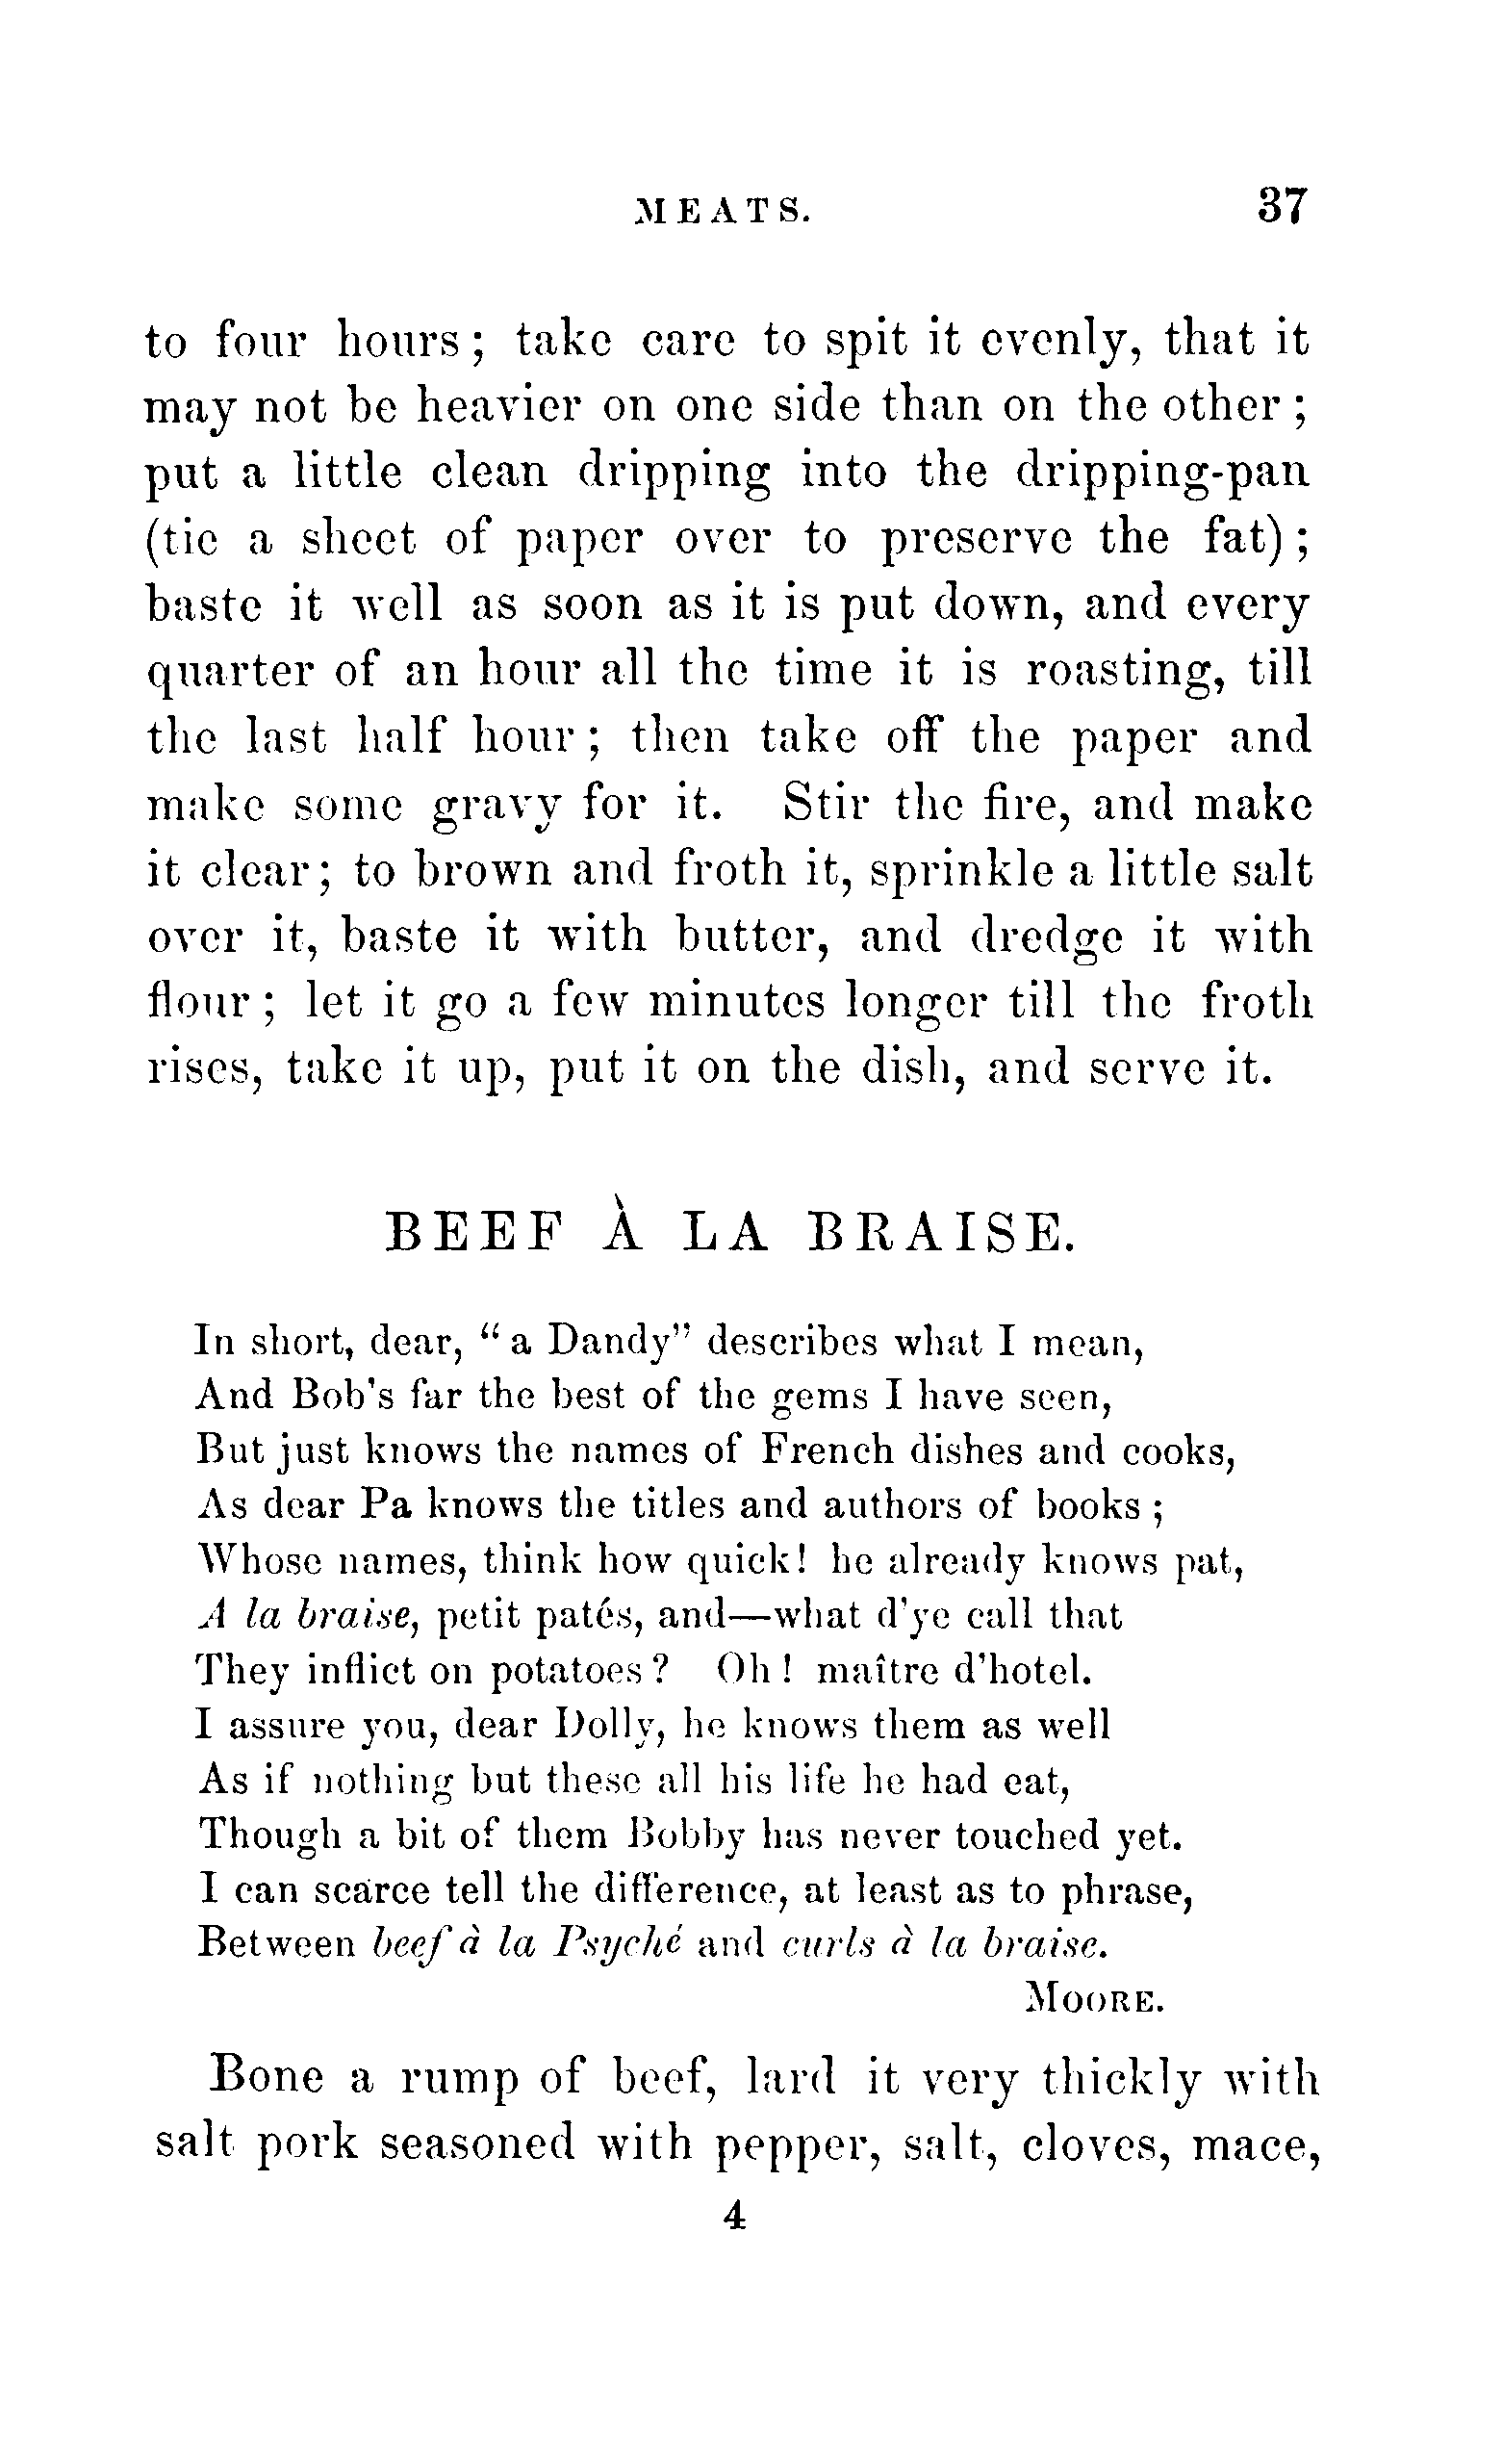 MEATS. 37
to four hours; take care to spit it evenly, that it
may not be heavier on one side than on the other;
put a little clean dripping into the dripping-pan
(tie a sheet of paper over to preserve the fat);
baste it well as soon as it is put down, and every
quarter of an hour all the time it is roasting, till
the last half hour; then take off the paper and
make some gravy for it. Stir the fire, and make
it clear; to brown and froth it, sprinkle a little salt
over it, baste it with butter, and dredge it with
flour; let it go a few minutes longer till the froth
rises, take it up, put it on the dish, and serve it.
BEEF À LA BRAISE.
In short, dear, “a Dandy” describes what I mean,
And Bob's far the best of the gems I have seen,
But just knows the names of French dishes and cooks,
As dear Pa knows the titles and authors of books;
Whose names, think how quick! he already knows pat,
A la braise, petit patés, and—what d'ye call that
They inflict on potatoes? Oh! maître d'hotel.
I assure you, dear Dolly, he knows them as well
As if nothing but these all his life he had eat,
Though a bit of them Bobby has never touched yet.
I can scarce tell the difference, at least as to phrase,
Between beef à la Psyché and curls à la braise.
MOORE.
Bone a rump of beef, lard it very thickly with
salt pork seasoned with pepper, salt, cloves, mace,
4